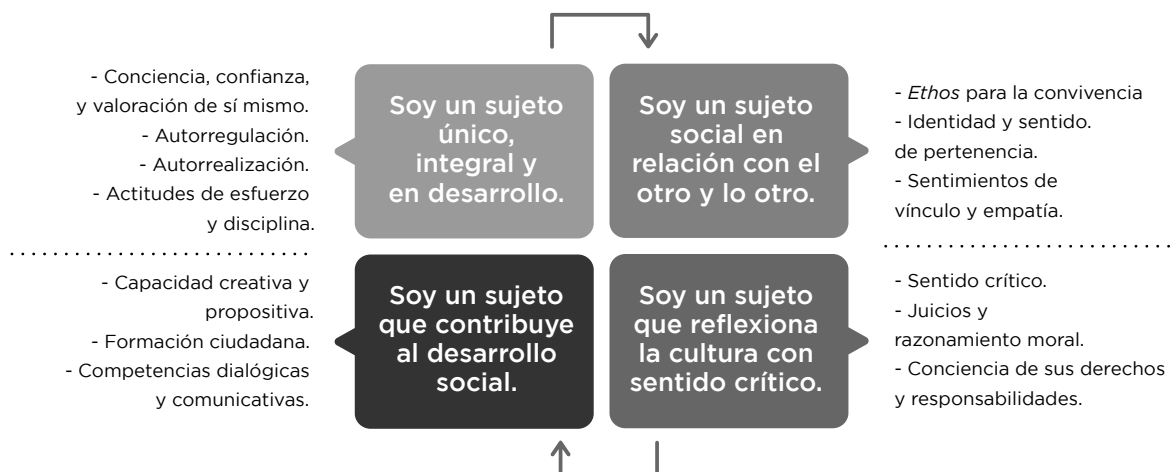 - Conciencia, confianza,
y valoración de sí mismo.
- Autorregulación.
- Autorrealización.
- Actitudes de esfuerzo
y disciplina.
Soy un sujeto
único,
integral y
en desarrollo.
Soy un sujeto
social en
relación con el
otro y lo otro.
- Ethos para la convivencia
- Identidad y sentido.
de pertenencia.
- Sentimientos de
vínculo y empatía.
- Capacidad creativa y
propositiva.
- Formación ciudadana.
- Competencias dialógicas
y comunicativas.
Soy un sujeto
que contribuye
al desarrollo
social.
Soy un sujeto
que reflexiona
la cultura con
sentido crítico.
- Sentido crítico.
- Juicios y
razonamiento moral.
- Conciencia de sus derechos
y responsabilidades.